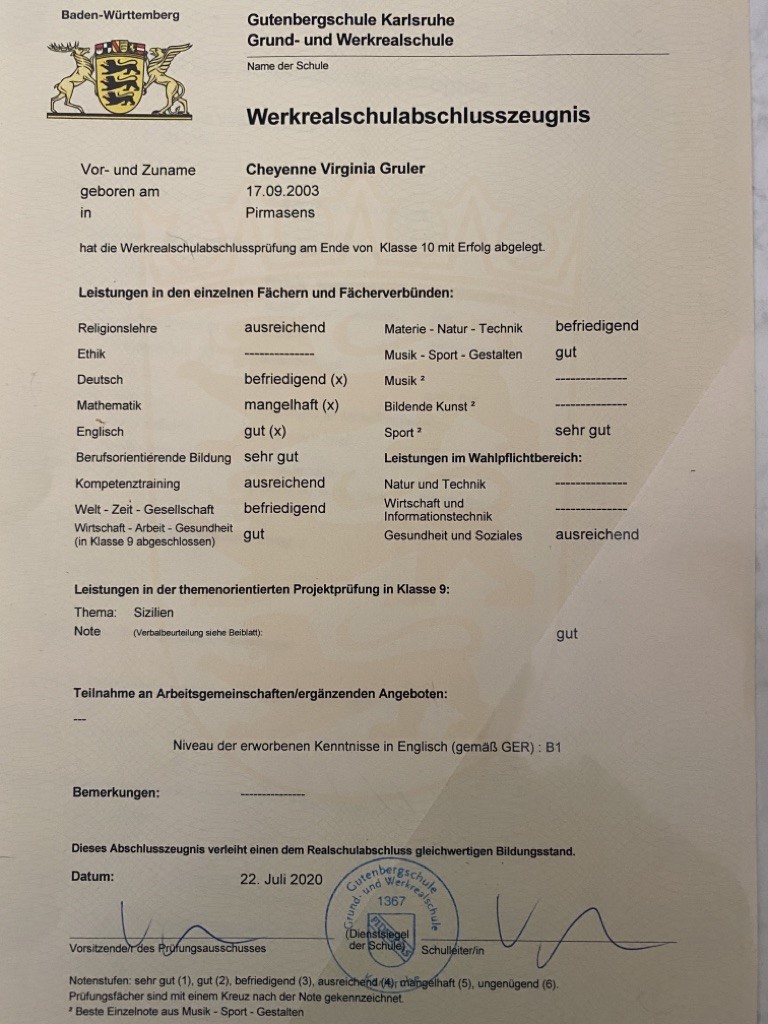 Baden-Württemberg
Gutenbergschule Karlsruhe
Grund- und Werkrealschule
Name der Schule
Werkrealschulabschlusszeugnis
Vor- und Zuname Cheyenne Virginia Gruler
geboren am 17.09.2003
in Pirmasens
hat die Werkrealschulabschlussprüfung am Ende von Klasse 10 mit Erfolg abgelegt.
Leistungen in den einzelnen Fächern und Fächerverbünden:
Religionslehre ausreichend Materie - Natur - Technik befriedigend
Ethik -------------- Musik - Sport - Gestalten gut
Deutsch befriedigend (x) Musik ² --------------
Mathematik mangelhaft (x) Bildende Kunst ² --------------
Englisch gut (x) Sport ² sehr gut
Berufsorientierende Bildung sehr gut Leistungen im Wahlpflichtbereich:
Kompetenztraining ausreichend Natur und Technik --------------
Welt - Zeit - Gesellschaft befriedigend Wirtschaft und Informationstechnik --------------
Wirtschaft - Arbeit - Gesundheit
(in Klasse 9 abgeschlossen) gut Gesundheit und Soziales ausreichend
Leistungen in der themenorientierten Projektprüfung in Klasse 9:
Thema: Sizilien
Note (Verbalbeurteilung siehe Beiblatt): gut
Teilnahme an Arbeitsgemeinschaften/ergänzenden Angeboten:
---
Niveau der erworbenen Kenntnisse in Englisch (gemäß GER) : B1
Bemerkungen: --------------
Dieses Abschlusszeugnis verleiht einen dem Realschulabschluss gleichwertigen Bildungsstand.
Datum: 22. Juli 2020
Gutenbergschule
Grund- und Werkrealschule
1367
(Dienstsiegel
der Schule)
Vorsitzende/r des Prüfungsausschusses
Schulleiter/in
Notenstufen: sehr gut (1), gut (2), befriedigend (3), ausreichend (4), mangelhaft (5), ungenügend (6).
Prüfungsfächer sind mit einem Kreuz nach der Note gekennzeichnet.
² Beste Einzelnote aus Musik - Sport - Gestalten